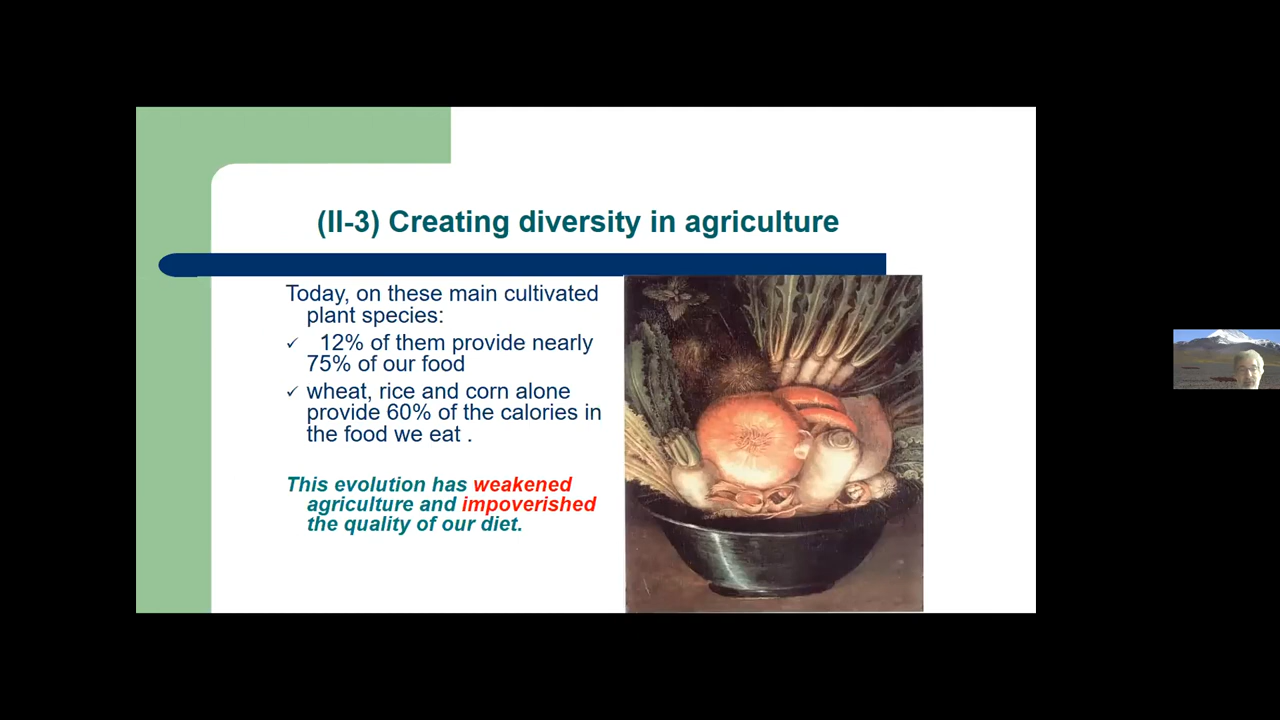 (II-3) Creating diversity in agriculture
Today, on these main cultivated
plant species:
✓ 12% of them provide nearly
75% of our food
✓ wheat, rice and corn alone
provide 60% of the calories in
the food we eat .
This evolution has weakened
agriculture and impoverished
the quality of our diet.